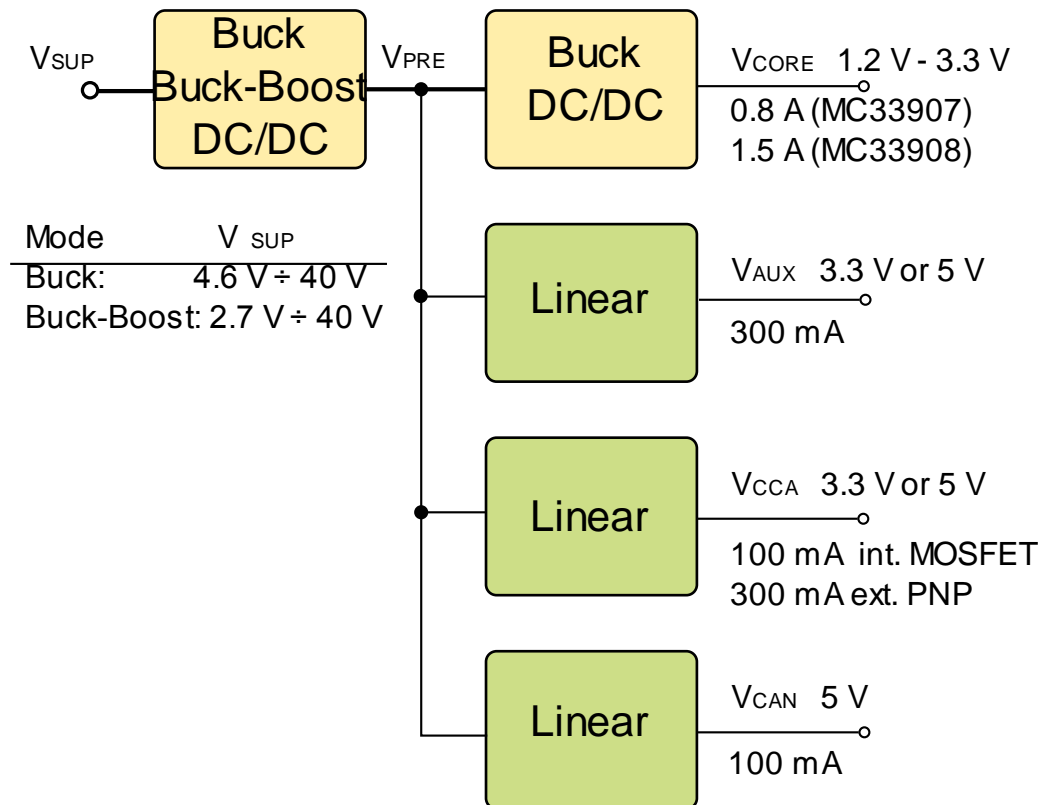 VSUP
Buck
Buck-Boost
DC/DC
VPRE
Buck
DC/DC
VCORE 1.2 V - 3.3 V
0.8 A (MC33907)
1.5 A (MC33908)
Mode V SUP
Buck: 4.6 V ÷ 40 V
Buck-Boost: 2.7 V ÷ 40 V
Linear
VAUX 3.3 V or 5 V
300 mA
Linear
VCCA 3.3 V or 5 V
100 mA int. MOSFET
300 mA ext. PNP
Linear
VCAN 5 V
100 mA